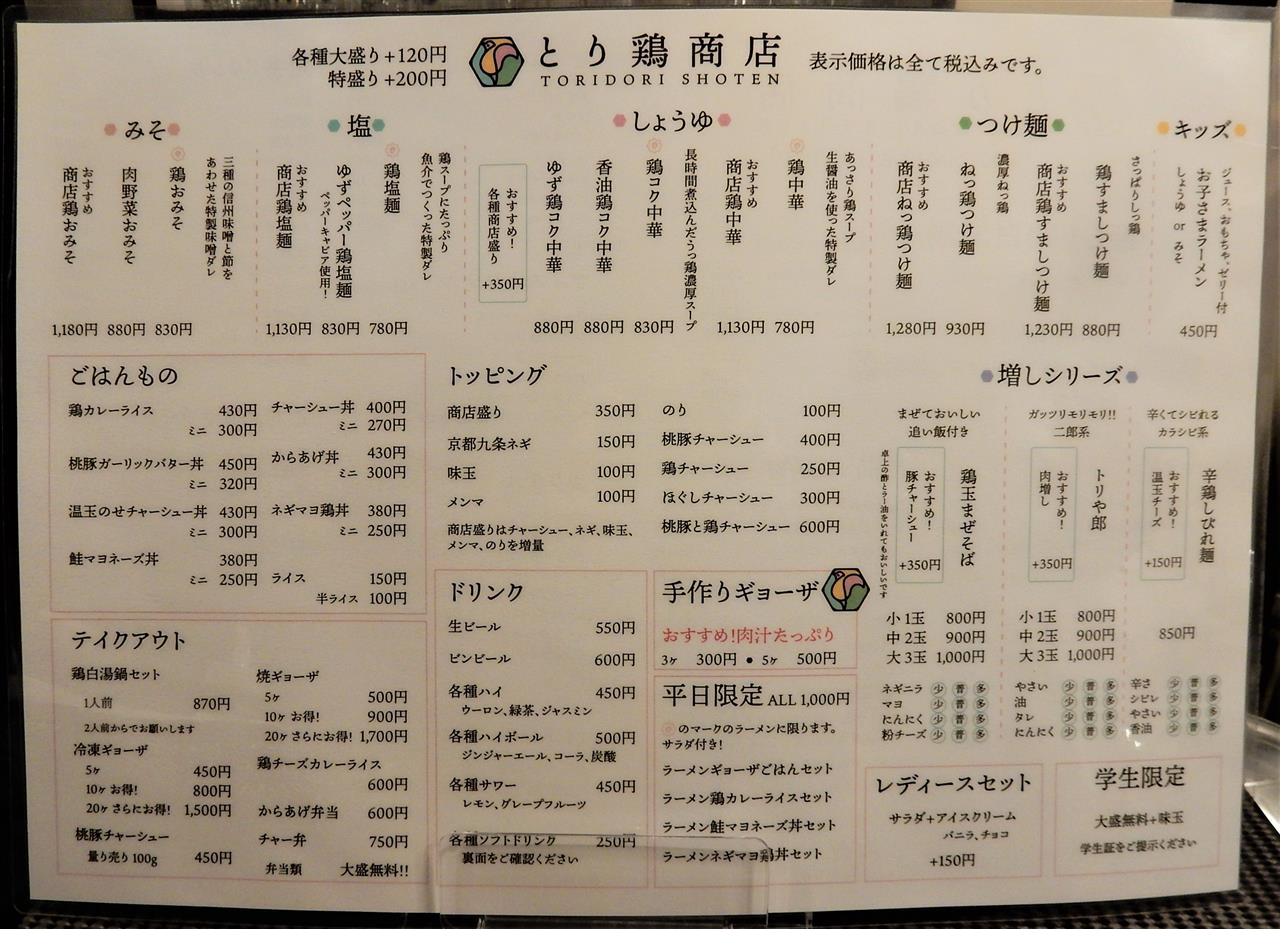 各種大盛り+120円
特盛り+200円
とり鶏商店
TORIDORI SHOTEN
表示価格は全て税込みです。
みそ
三種の信州味噌と節を
あわせた特製味噌ダレ
鶏おみそ
830円
肉野菜おみそ
880円
おすすめ
商店鶏おみそ
1,180円
塩
鶏スープにたっぷり
魚介でつくった特製ダレ
鶏塩麺
780円
ゆずペッパー鶏塩麺
ペッパーキャビア使用!
830円
おすすめ
商店鶏塩麺
1,130円
しょうゆ
あっさり鶏スープ
生醤油を使った特製ダレ
鶏中華
780円
おすすめ
商店鶏中華
1,130円
長時間煮込んだうっ鶏濃厚スープ
鶏コク中華
830円
香油鶏コク中華
880円
ゆず鶏コク中華
880円
おすすめ!
各種商店盛り
+350円
つけ麺
さっぱりしっ鶏
鶏すましつけ麺
880円
おすすめ
商店鶏すましつけ麺
1,230円
濃厚ねっ鶏
ねっ鶏つけ麺
930円
おすすめ
商店ねっ鶏つけ麺
1,280円
キッズ
ジュース、おもちゃ、ゼリー付
お子さまラーメン
しょうゆ or みそ
450円
ごはんもの
鶏カレーライス 430円
ミニ 300円
桃豚ガーリックバター丼 450円
ミニ 320円
温玉のせチャーシュー丼 430円
ミニ 300円
鮭マヨネーズ丼 380円
ミニ 250円
チャーシュー丼 400円
ミニ 270円
からあげ丼 430円
ミニ 300円
ネギマヨ鶏丼 380円
ミニ 250円
ライス 150円
半ライス 100円
トッピング
商店盛り 350円
京都九条ネギ 150円
味玉 100円
メンマ 100円
商店盛りはチャーシュー、ネギ、味玉、
メンマ、のりを増量
のり 100円
桃豚チャーシュー 400円
鶏チャーシュー 250円
ほぐしチャーシュー 300円
桃豚と鶏チャーシュー 600円
増しシリーズ
まぜておいしい
追い飯付き
鶏玉まぜそば
おすすめ!
豚チャーシュー
+350円
卓上の酢とラー油をいれてもおいしいです
小 1玉 800円
中 2玉 900円
大 3玉 1,000円
ネギニラ 少 普 多
マヨ 少 普 多
にんにく 少 普 多
粉チーズ 少 普 多
ガッツリモリモリ!!
二郎系
トリや郎
おすすめ!
肉増し
+350円
小 1玉 800円
中 2玉 900円
大 3玉 1,000円
やさい 少 普 多
油 少 普 多
タレ 少 普 多
にんにく 少 普 多
辛くてシビれる
カラシビ系
辛鶏しびれ麺
おすすめ!
温玉チーズ
+150円
850円
辛さ 少 普 多
シビレ 少 普 多
やさい 少 普 多
香油 少 普 多
テイクアウト
鶏白湯鍋セット
1人前 870円
2人前からでお願いします
冷凍ギョーザ
5ヶ 450円
10ヶ お得! 800円
20ヶ さらにお得! 1,500円
桃豚チャーシュー
量り売り 100g 450円
焼ギョーザ
5ヶ 500円
10ヶ お得! 900円
20ヶ さらにお得! 1,700円
鶏チーズカレーライス
600円
からあげ弁当 600円
チャー弁 750円
弁当類 大盛無料!!
ドリンク
生ビール 550円
ビンビール 600円
各種ハイ 450円
ウーロン、緑茶、ジャスミン
各種ハイボール 500円
ジンジャーエール、コーラ、炭酸
各種サワー 450円
レモン、グレープフルーツ
各種ソフトドリンク 250円
裏面をご確認ください
手作りギョーザ
おすすめ!肉汁たっぷり
3ヶ 300円 ● 5ヶ 500円
平日限定 ALL 1,000円
のマークのラーメンに限ります。
サラダ付き!
ラーメンギョーザごはんセット
ラーメン鶏カレーライスセット
ラーメン鮭マヨネーズ丼セット
ラーメンネギマヨ鶏丼セット
レディースセット
サラダ+アイスクリーム
バニラ、チョコ
+150円
学生限定
大盛無料+味玉
学生証をご提示ください